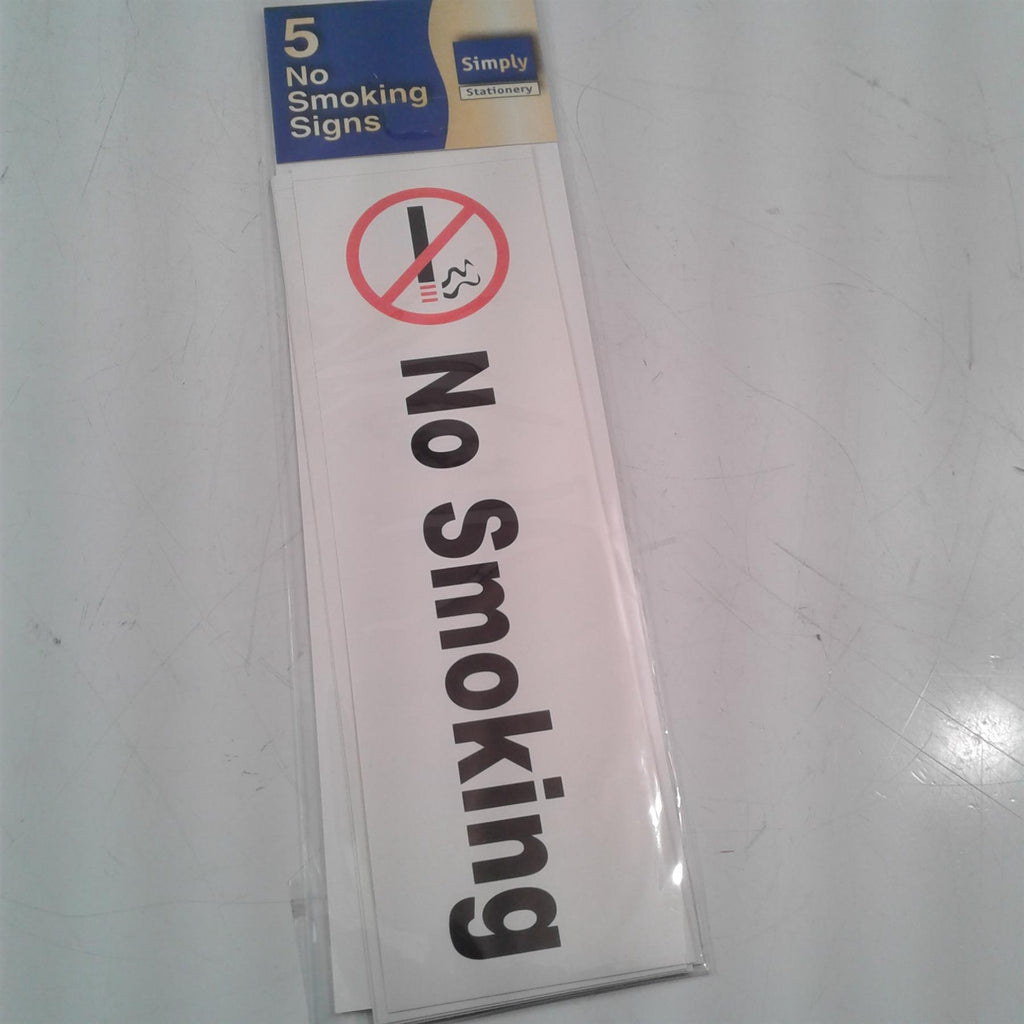 5
No
Smoking
Signs
Simply
Stationery
No Smoking